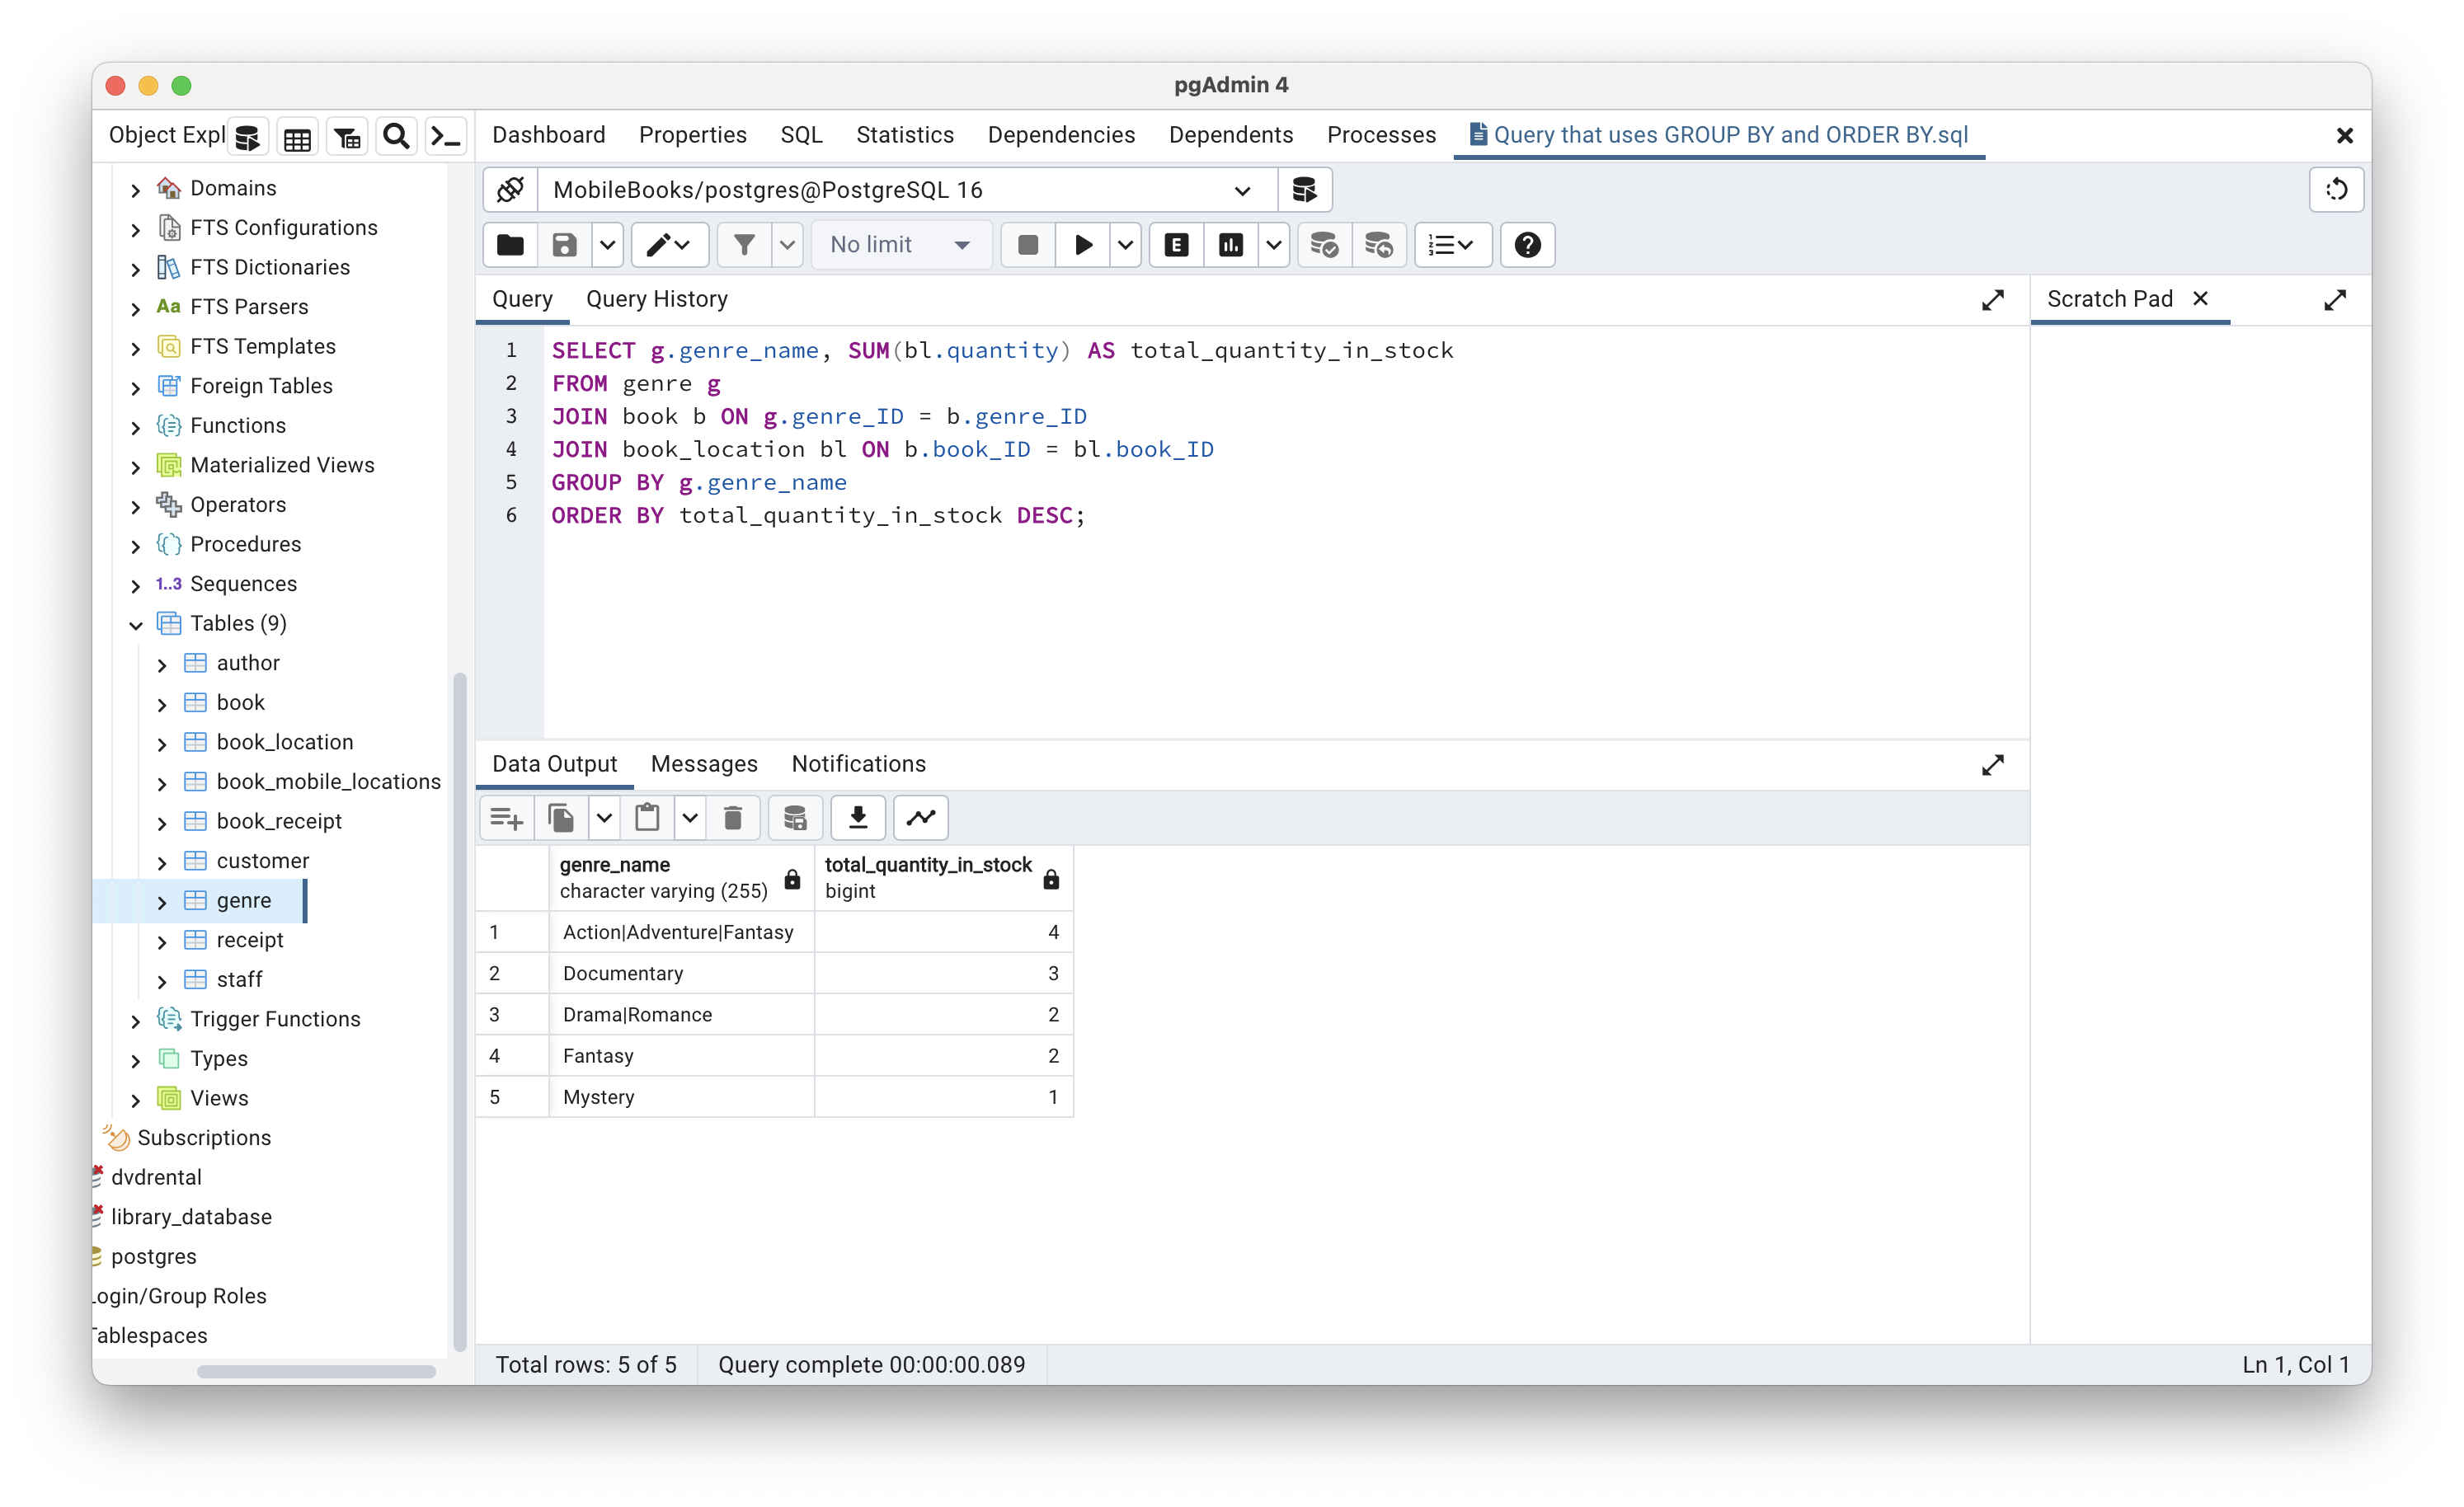 pgAdmin 4
Object Expl
Dashboard Properties SQL Statistics Dependencies Dependents Processes Query that uses GROUP BY and ORDER BY.sql
Domains
FTS Configurations
FTS Dictionaries
Aa FTS Parsers
FTS Templates
Foreign Tables
Functions
Materialized Views
Operators
Procedures
1..3 Sequences
Tables (9)
author
book
book_location
book_mobile_locations
book_receipt
customer
genre
receipt
staff
Trigger Functions
Types
Views
Subscriptions
dvdrental
library_database
postgres
Login/Group Roles
Tablespaces
MobileBooks/postgres@PostgreSQL 16
No limit
E
Query Query History
Scratch Pad
1 SELECT g.genre_name, SUM(bl.quantity) AS total_quantity_in_stock
2 FROM genre g
3 JOIN book b ON g.genre_ID = b.genre_ID
4 JOIN book_location bl ON b.book_ID = bl.book_ID
5 GROUP BY g.genre_name
6 ORDER BY total_quantity_in_stock DESC;
Data Output Messages Notifications
genre_name total_quantity_in_stock
character varying (255) bigint
1 Action|Adventure|Fantasy 4
2 Documentary 3
3 Drama|Romance 2
4 Fantasy 2
5 Mystery 1
Total rows: 5 of 5 Query complete 00:00:00.089 Ln 1, Col 1